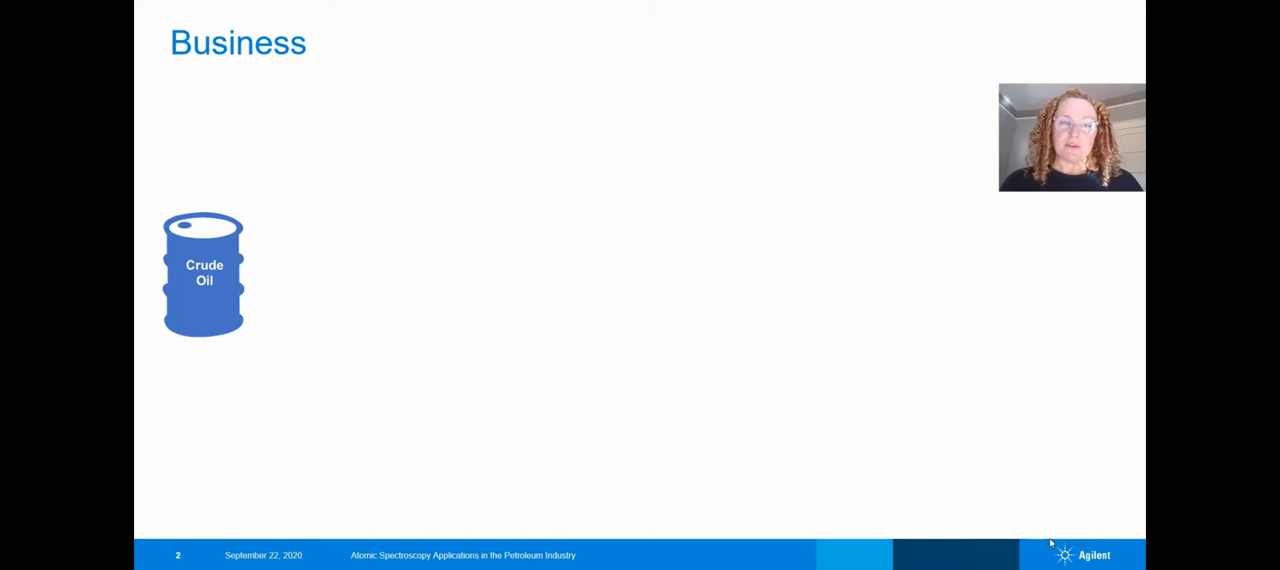 Business
Crude
Oil
2 September 22, 2020 Atomic Spectroscopy Applications in the Petroleum Industry Agilent